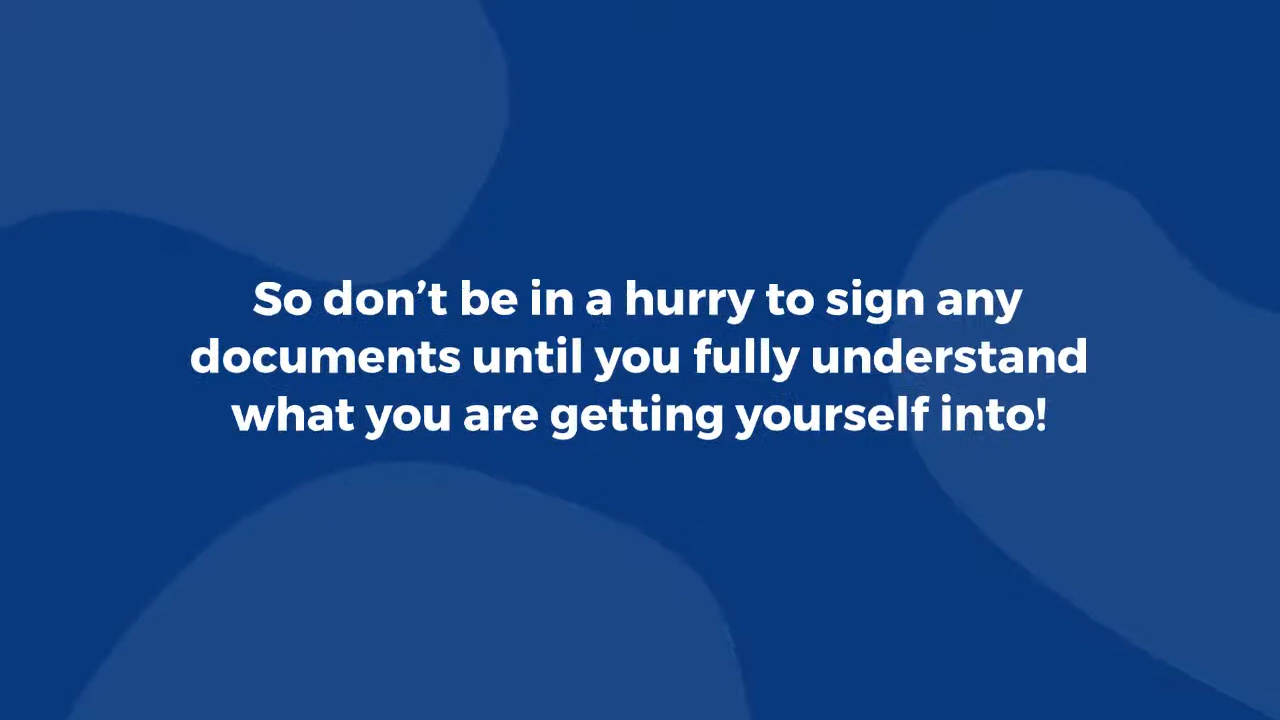 So don’t be in a hurry to sign any
documents until you fully understand
what you are getting yourself into!